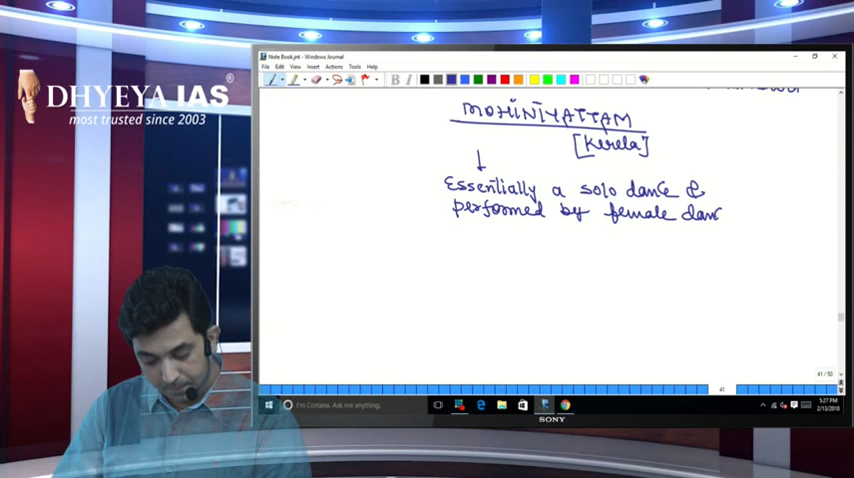 DHYEYA IAS®
most trusted since 2003
Note Book.jnt - Windows Journal
File Edit View Insert Actions Tools Help
B I
MOHINIYATTAM
[Kerela]
Essentially a solo dance &
performed by female danc
41 / 50
41
I'm Cortana. Ask me anything.
5:27 PM
2/13/2018
SONY